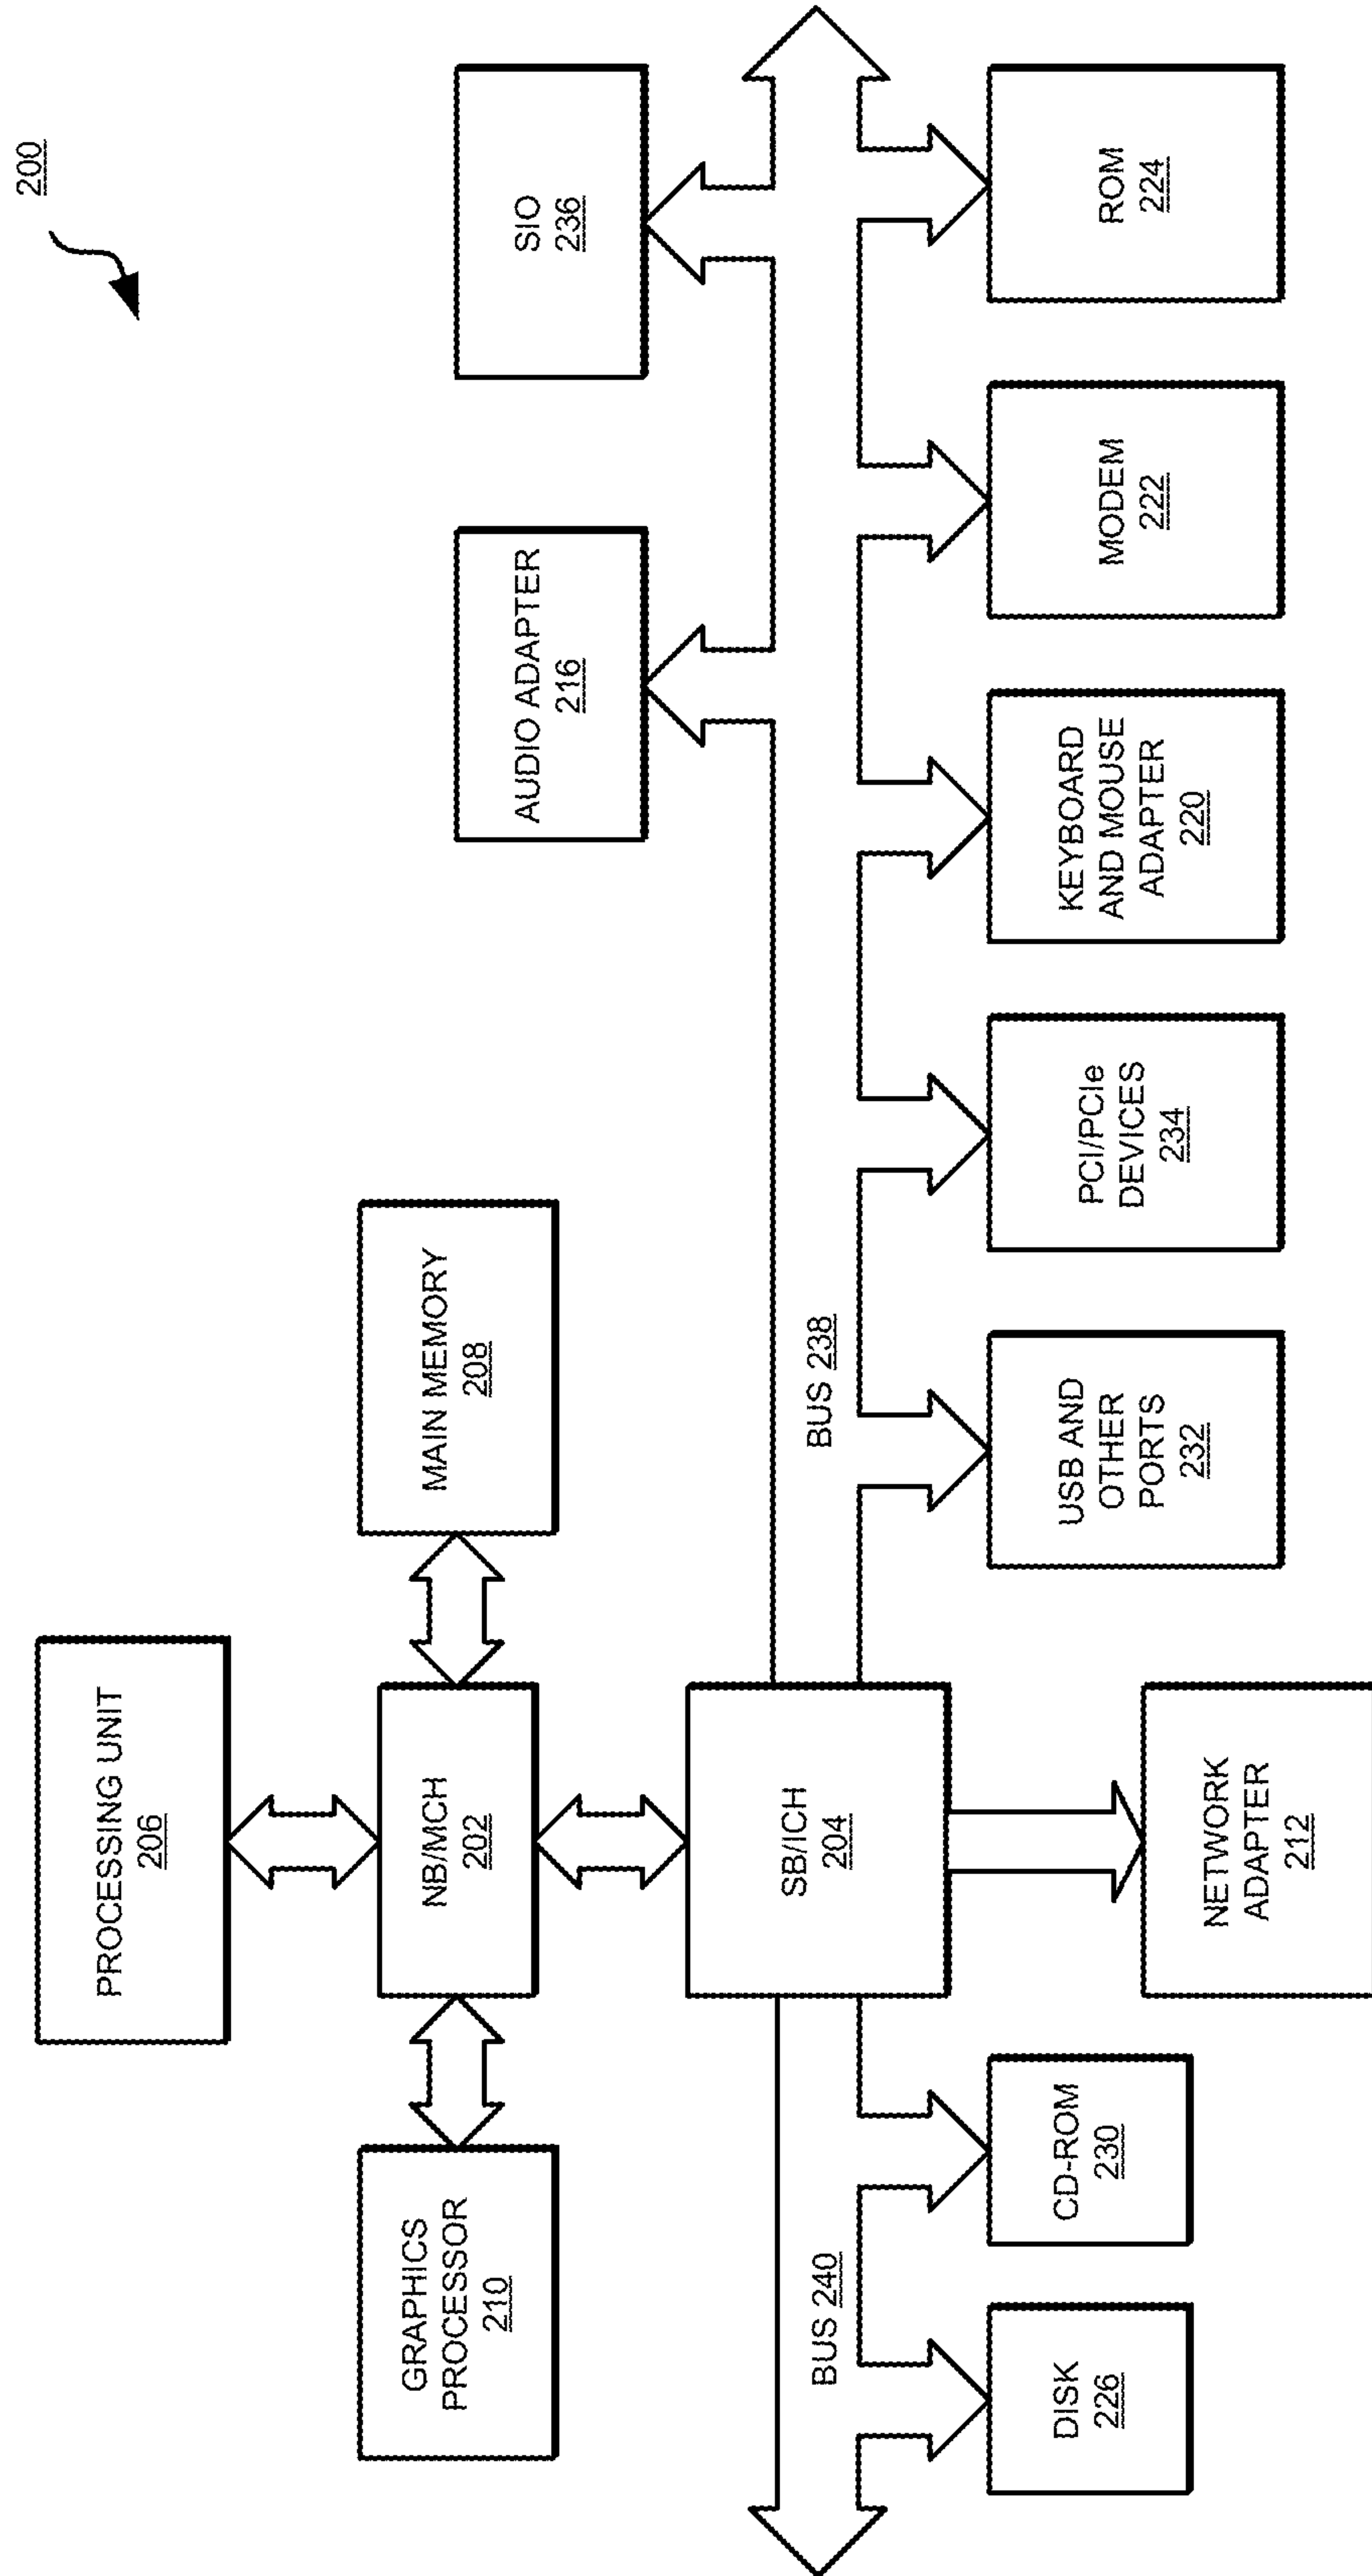 200
PROCESSING UNIT
206
GRAPHICS
PROCESSOR
210
NB/MCH
202
MAIN MEMORY
208
AUDIO ADAPTER
216
SIO
236
SB/ICH
204
BUS 240
BUS 238
DISK
226
CD-ROM
230
USB AND
OTHER
PORTS
232
PCI/PCIe
DEVICES
234
KEYBOARD
AND MOUSE
ADAPTER
220
MODEM
222
ROM
224
NETWORK
ADAPTER
212